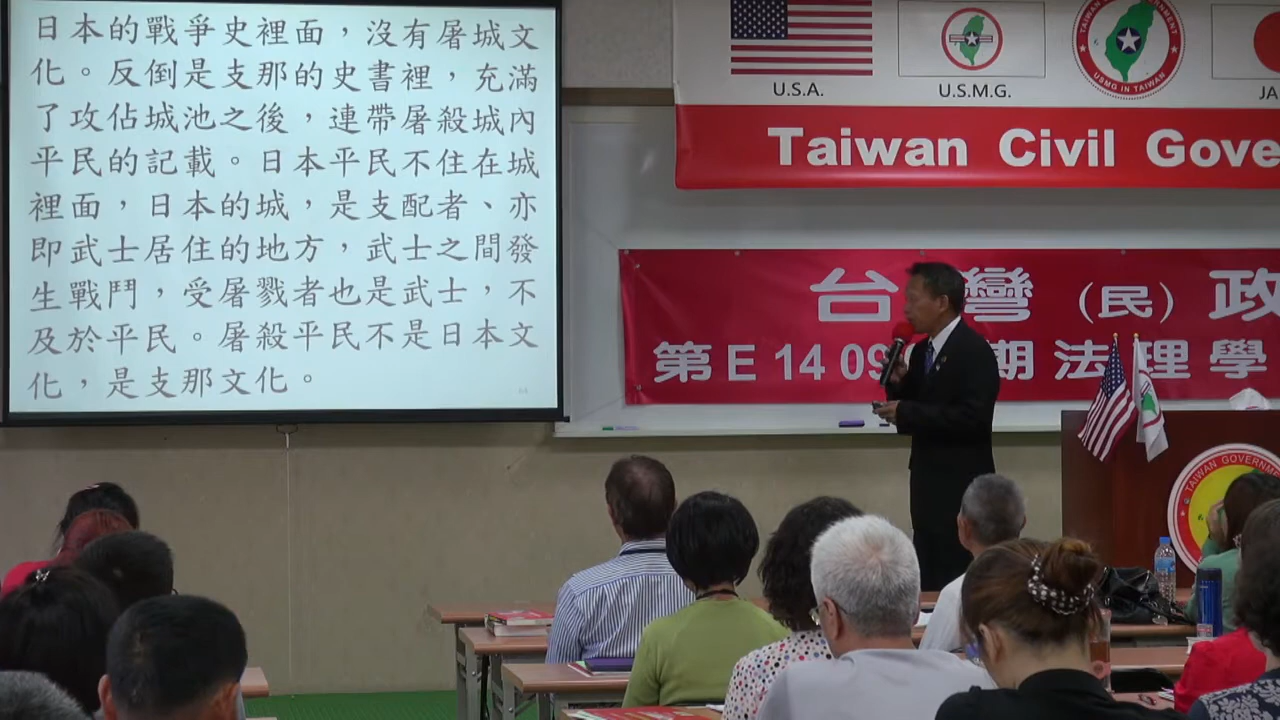 日本的戰爭史裡面，沒有屠城文
化。反倒是支那的史書裡，充滿
了攻佔城池之後，連帶屠殺城內
平民的記載。日本平民不住在城
裡面，日本的城，是支配者、亦
即武士居住的地方，武士之間發
生戰鬥，受屠戮者也是武士，不
及於平民。屠殺平民不是日本文
化，是支那文化。
U.S.A.
U.S.M.G.
USMG IN TAIWAN
JA
Taiwan Civil Gove
台灣（民）政
第E 14 09 期法理學
TAIWAN GOVERNMENT